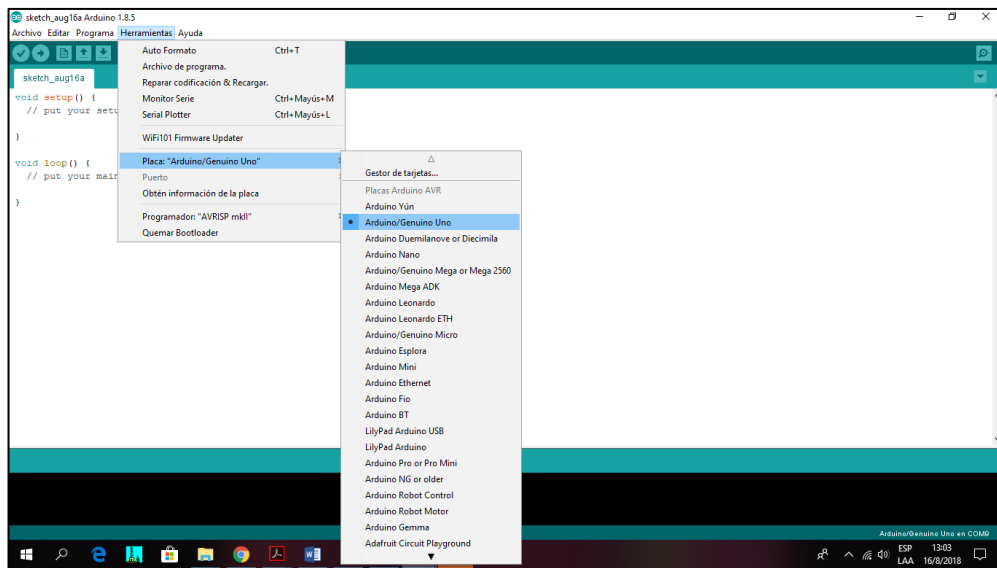 sketch_aug16a Arduino 1.8.5
Archivo Editar Programa Herramientas Ayuda
sketch_aug16a
void setup() {
// put your setu
}
void loop() {
// put your main
}
Auto Formato Ctrl+T
Archivo de programa.
Reparar codificación & Recargar.
Monitor Serie Ctrl+Mayús+M
Serial Plotter Ctrl+Mayús+L
WiFi101 Firmware Updater
Placa: "Arduino/Genuino Uno"
Puerto
Obtén información de la placa
Programador: "AVRISP mkII"
Quemar Bootloader
Gestor de tarjetas...
Placas Arduino AVR
Arduino Yún
Arduino/Genuino Uno
Arduino Duemilanove or Diecimila
Arduino Nano
Arduino/Genuino Mega or Mega 2560
Arduino Mega ADK
Arduino Leonardo
Arduino Leonardo ETH
Arduino/Genuino Micro
Arduino Esplora
Arduino Mini
Arduino Ethernet
Arduino Fio
Arduino BT
LilyPad Arduino USB
LilyPad Arduino
Arduino Pro or Pro Mini
Arduino NG or older
Arduino Robot Control
Arduino Robot Motor
Arduino Gemma
Adafruit Circuit Playground
Arduino/Genuino Uno en COM9
ESP 13:03
LAA 16/8/2018